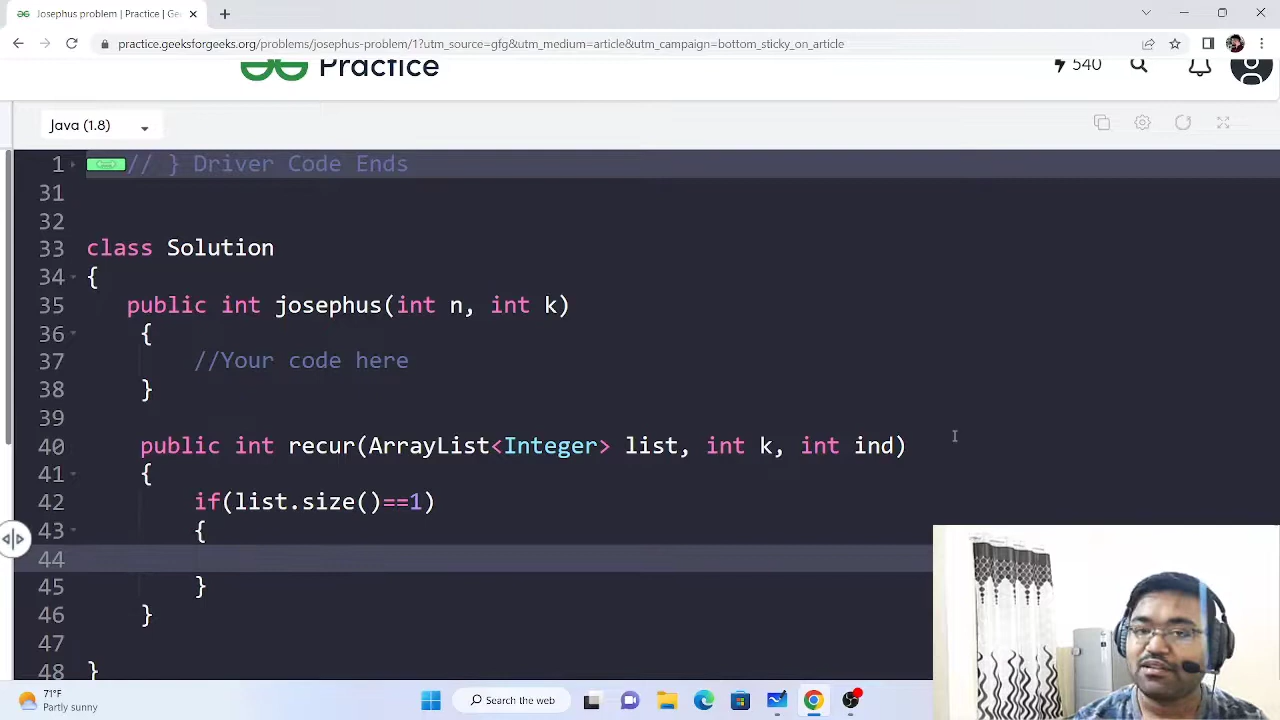 Josephus problem | Practice | Ge
practice.geeksforgeeks.org/problems/josephus-problem/1?utm_source=gfg&utm_medium=article&utm_campaign=bottom_sticky_on_article
Practice
540
Java (1.8)
1 // } Driver Code Ends
31
32
33 class Solution
34 {
35 public int josephus(int n, int k)
36 {
37 //Your code here
38 }
39
40 public int recur(ArrayList<Integer> list, int k, int ind)
41 {
42 if(list.size()==1)
43 {
44
45 }
46 }
47
48 }
71°F
Partly sunny
Search the web